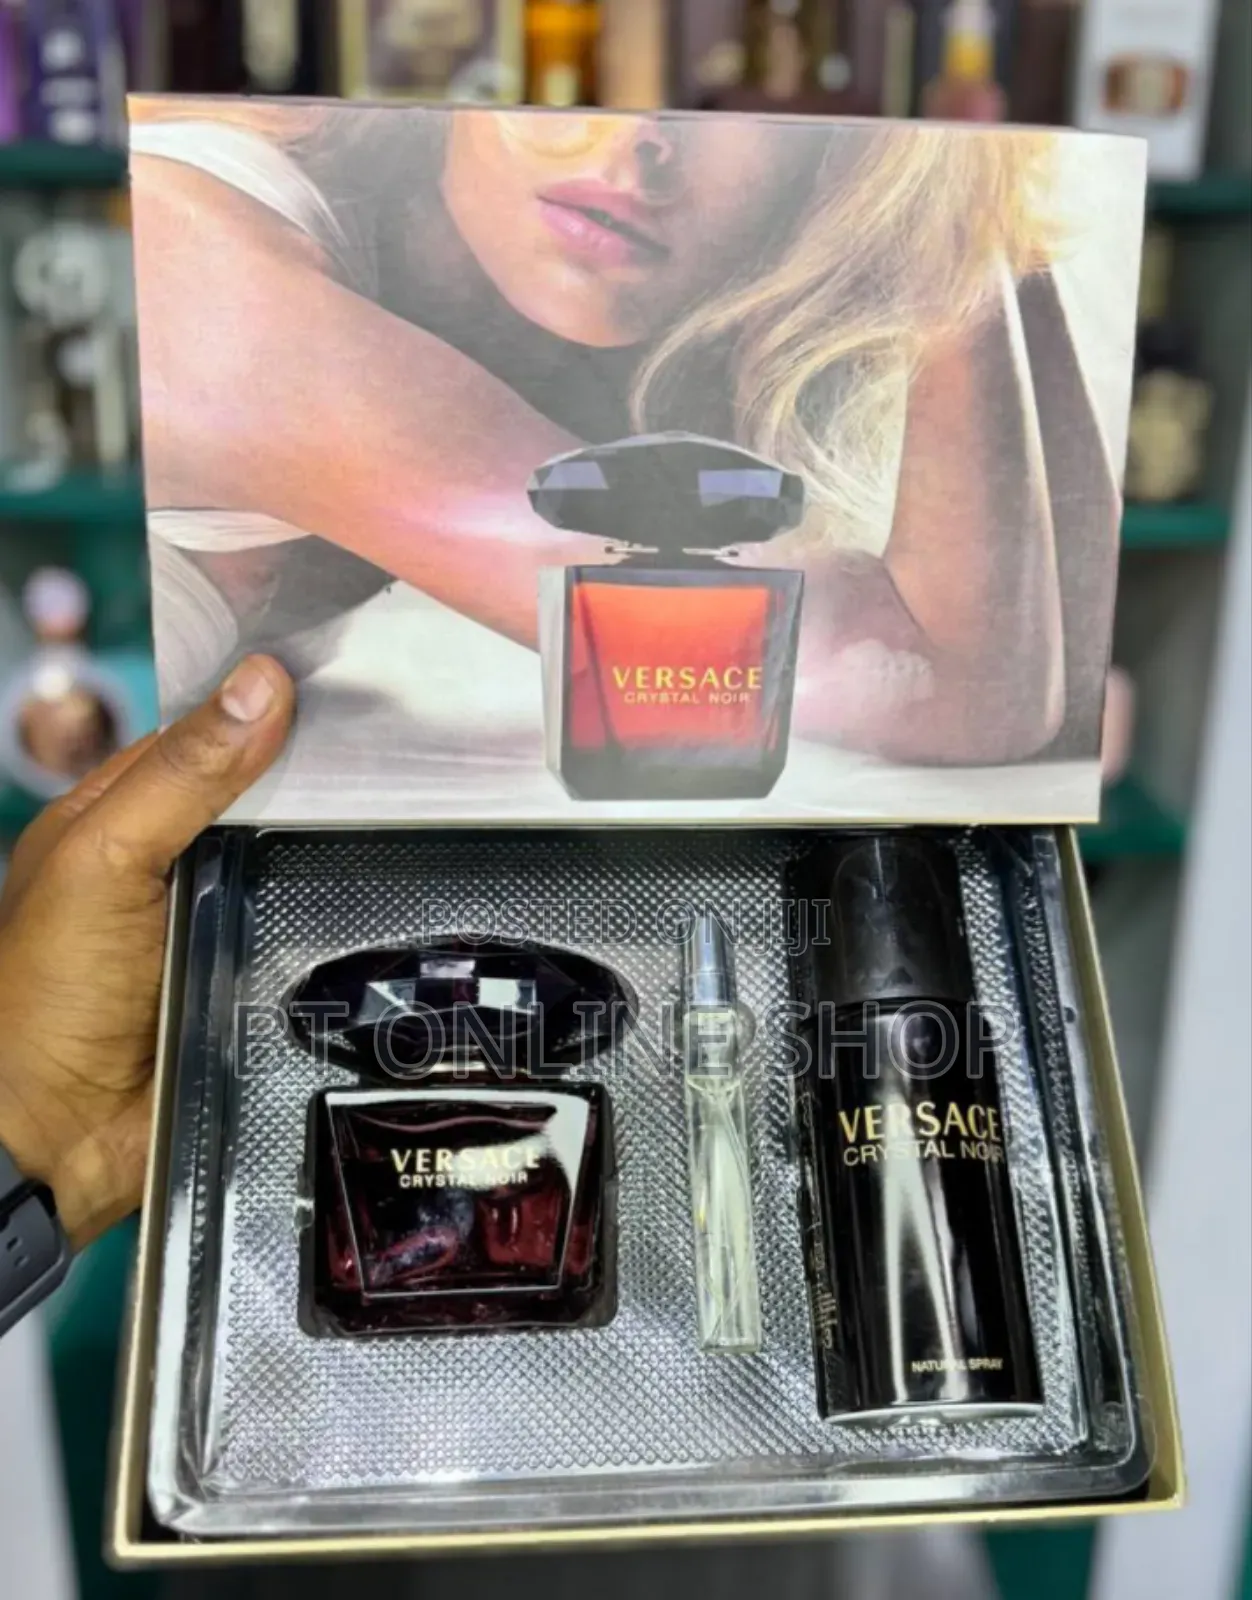 VERSACE
CRYSTAL NOIR
POSTED ON JIJI
BT ONLINE SHOP
VERSACE
CRYSTAL NOIR
VERSACE
CRYSTAL NOIR
NATURAL SPRAY